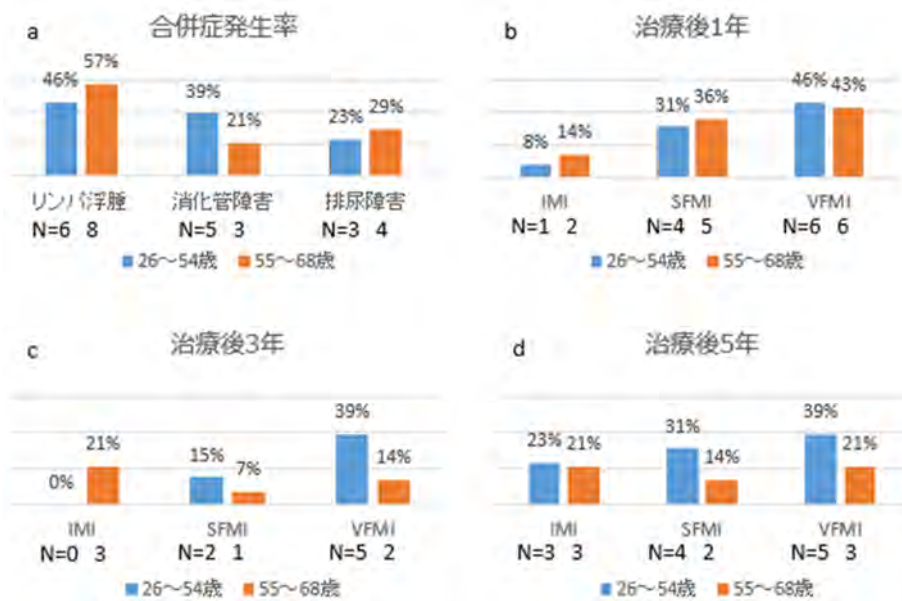 a
合併症発生率
57%
46%
39%
21%
23%
29%
リンパ浮腫 消化管障害 排尿障害
N=6 8 N=5 3 N=3 4
26～54歳 55～68歳
b
治療後1年
8%
14%
31%
36%
46%
43%
IMI SFMI VFMI
N=1 2 N=4 5 N=6 6
26～54歳 55～68歳
c
治療後3年
0%
21%
15%
7%
39%
14%
IMI SFMI VFMI
N=0 3 N=2 1 N=5 2
26～54歳 55～68歳
d
治療後5年
23%
21%
31%
14%
39%
21%
IMI SFMI VFMI
N=3 3 N=4 2 N=5 3
26～54歳 55～68歳